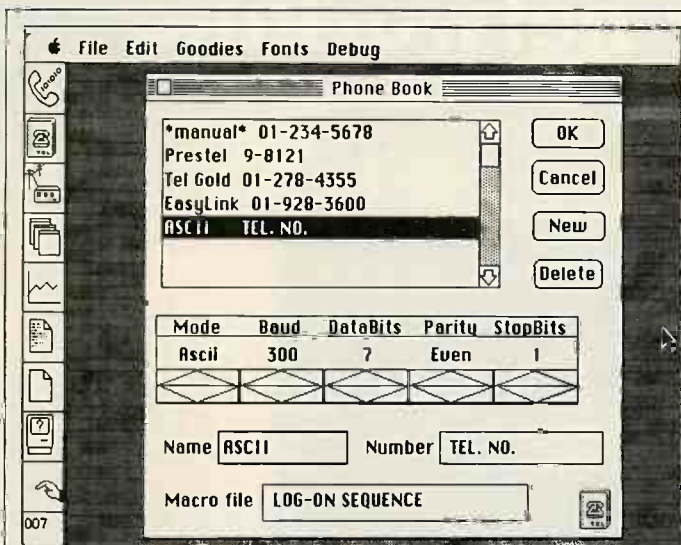 File Edit Goodies Fonts Debug
Phone Book
*manual* 01-234-5678
Prestel 9-8121
Tel Gold 01-278-4355
EasyLink 01-928-3600
ASCII TEL. NO.
OK
Cancel
New
Delete
Mode Baud DataBits Parity StopBits
Ascii 300 7 Even 1
Name ASCII Number TEL. NO.
Macro file LOG-ON SEQUENCE
TEL
007